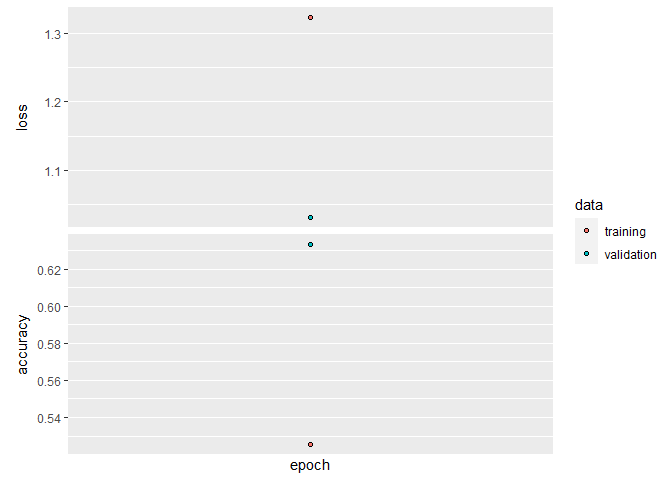 loss
1.3
1.2
1.1
accuracy
0.62
0.60
0.58
0.56
0.54
epoch
data
training
validation